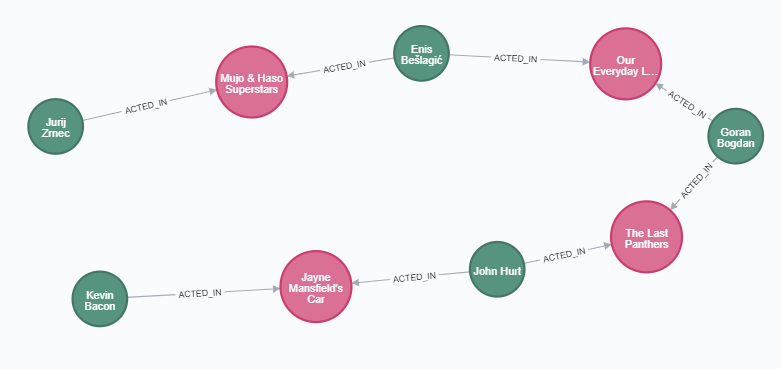 Enis
Bešlagić
ACTED_IN
ACTED_IN
Our
Everyday L...
Mujo & Haso
Superstars
ACTED_IN
Jurij
Zrnec
ACTED_IN
Goran
Bogdan
ACTED_IN
The Last
Panthers
ACTED_IN
John Hurt
ACTED_IN
Jayne
Mansfield's
Car
ACTED_IN
Kevin
Bacon